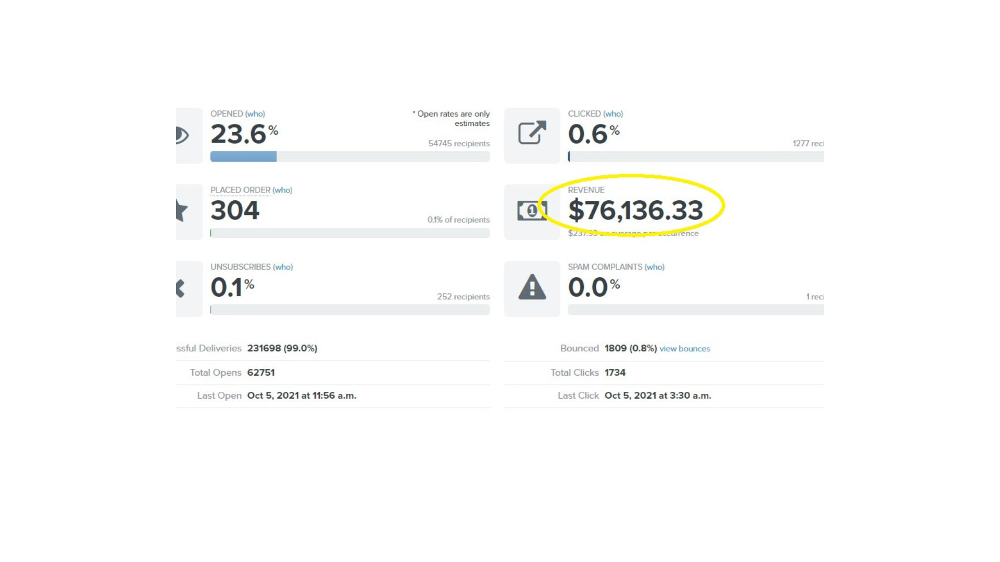 OPENED (who)
23.6%
* Open rates are only
estimates
54745 recipients
CLICKED (who)
0.6%
1277 reci
PLACED ORDER (who)
304
0.1% of recipients
REVENUE
$76,136.33
average per occurrence
UNSUBSCRIBES (who)
0.1%
252 recipients
SPAM COMPLAINTS (who)
0.0%
1 reci
ssful Deliveries 231698 (99.0%)
Bounced 1809 (0.8%) view bounces
Total Opens 62751
Total Clicks 1734
Last Open Oct 5, 2021 at 11:56 a.m.
Last Click Oct 5, 2021 at 3:30 a.m.